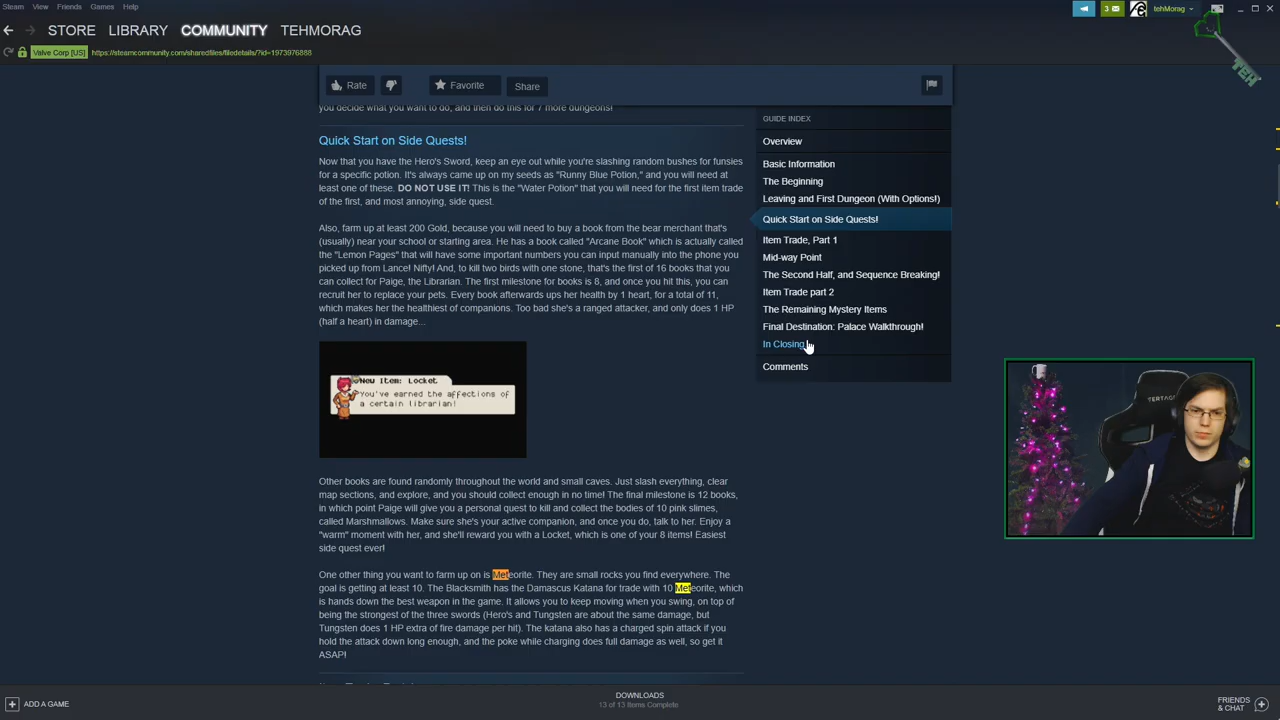 Steam View Friends Games Help
3 tehMorag
STORE LIBRARY COMMUNITY TEHMORAG
Valve Corp [US] https://steamcommunity.com/sharedfiles/filedetails/?id=1973976888
TEH
Rate Favorite Share
you decide what you want to do, and then do this for 7 more dungeons!
Quick Start on Side Quests!
Now that you have the Hero's Sword, keep an eye out while you're slashing random bushes for funsies
for a specific potion. It's always came up on my seeds as "Runny Blue Potion," and you will need at
least one of these. DO NOT USE IT! This is the "Water Potion" that you will need for the first item trade
of the first, and most annoying, side quest.
Also, farm up at least 200 Gold, because you will need to buy a book from the bear merchant that's
(usually) near your school or starting area. He has a book called "Arcane Book" which is actually called
the "Lemon Pages" that will have some important numbers you can input manually into the phone you
picked up from Lance! Nifty! And, to kill two birds with one stone, that's the first of 16 books that you
can collect for Paige, the Librarian. The first milestone for books is 8, and once you hit this, you can
recruit her to replace your pets. Every book afterwards ups her health by 1 heart, for a total of 11,
which makes her the healthiest of companions. Too bad she's a ranged attacker, and only does 1 HP
(half a heart) in damage...
New Item: Locket
You've earned the affections of
a certain librarian!
Other books are found randomly throughout the world and small caves. Just slash everything, clear
map sections, and explore, and you should collect enough in no time! The final milestone is 12 books,
in which point Paige will give you a personal quest to kill and collect the bodies of 10 pink slimes,
called Marshmallows. Make sure she's your active companion, and once you do, talk to her. Enjoy a
"warm" moment with her, and she'll reward you with a Locket, which is one of your 8 items! Easiest
side quest ever!
One other thing you want to farm up on is Meteorite. They are small rocks you find everywhere. The
goal is getting at least 10. The Blacksmith has the Damascus Katana for trade with 10 Meteorite, which
is hands down the best weapon in the game. It allows you to keep moving when you swing, on top of
being the strongest of the three swords (Hero's and Tungsten are about the same damage, but
Tungsten does 1 HP extra of fire damage per hit). The katana also has a charged spin attack if you
hold the attack down long enough, and the poke while charging does full damage as well, so get it
ASAP!
GUIDE INDEX
Overview
Basic Information
The Beginning
Leaving and First Dungeon (With Options!)
Quick Start on Side Quests!
Item Trade, Part 1
Mid-way Point
The Second Half, and Sequence Breaking!
Item Trade part 2
The Remaining Mystery Items
Final Destination: Palace Walkthrough!
In Closing
Comments
ADD A GAME
DOWNLOADS
13 of 13 Items Complete
FRIENDS
& CHAT